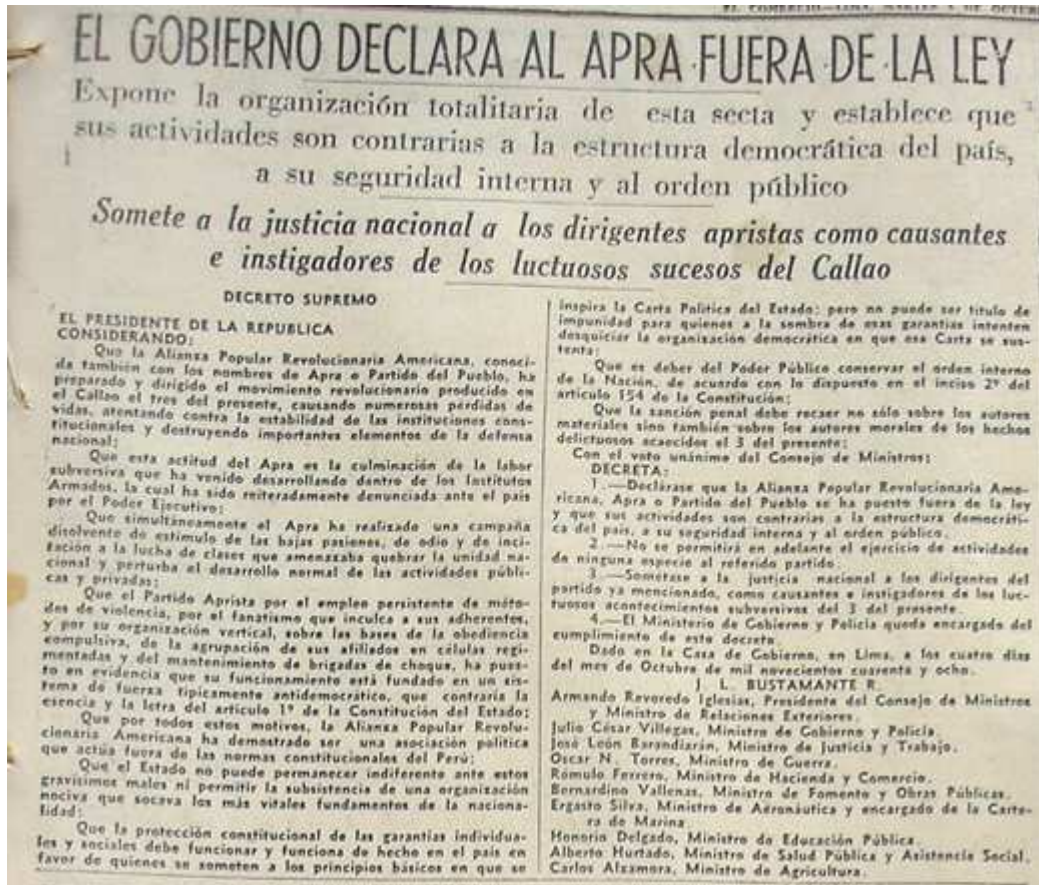 EL COMERCIO—LIMA, MARTES 5 DE OCTUB
EL GOBIERNO DECLARA AL APRA FUERA DE LA LEY
Expone la organización totalitaria de esta secta y establece que
sus actividades son contrarias a la estructura democrática del país,
a su seguridad interna y al orden público
Somete a la justicia nacional a los dirigentes apristas como causantes
e instigadores de los luctuosos sucesos del Callao
DECRETO SUPREMO
EL PRESIDENTE DE LA REPUBLICA
CONSIDERANDO:
Que la Alianza Popular Revolucionaria Americana, conoci-
da también con los nombres de Apra o Partido del Pueblo, ha
preparado y dirigido el movimiento revolucionario producido en
el Callao el tres del presente, causando numerosas pérdidas de
vidas, atentando contra la estabilidad de las instituciones cons-
titucionales y destruyendo importantes elementos de la defensa
nacional;
Que esta actitud del Apra es la culminación de la labor
subversiva que ha venido desarrollando dentro de los Institutos
Armados, la cual ha sido reiteradamente denunciada ante el país
por el Poder Ejecutivo;
Que simultáneamente el Apra ha realizado una campaña
disolvente de estímulo de las bajas pasiones, de odio y de inci-
tación a la lucha de clases que amenazaba quebrar la unidad na-
cional y perturba el desarrollo normal de las actividades públi-
cas y privadas;
Que el Partido Aprista por el empleo persistente de méto-
dos de violencia, por el fanatismo que inculca a sus adherentes,
y por su organización vertical, sobre las bases de la obediencia
compulsiva, de la agrupación de sus afiliados en células regi-
mentadas y del mantenimiento de brigadas de choque, ha pues-
to en evidencia que su funcionamiento está fundado en un sis-
tema de fuerza típicamente antidemocrático, que contraría la
esencia y la letra del artículo 1º de la Constitución del Estado;
Que por todos estos motivos, la Alianza Popular Revolu-
cionaria Americana ha demostrado ser una asociación política
que actúa fuera de las normas constitucionales del Perú;
Que el Estado no puede permanecer indiferente ante estos
gravísimos males ni permitir la subsistencia de una organización
nociva que socava los más vitales fundamentos de la naciona-
lidad;
Que la protección constitucional de las garantías individua-
les y sociales debe funcionar y funciona de hecho en el país en
favor de quienes se someten a los principios básicos en que se
inspira la Carta Política del Estado; pero no puede ser título de
impunidad para quienes a la sombra de esas garantías intenten
desquiciar la organización democrática en que esa Carta se sus-
tenta;
Que es deber del Poder Público conservar el orden interno
de la Nación, de acuerdo con lo dispuesto en el inciso 2º del
artículo 154 de la Constitución;
Que la sanción penal debe recaer no sólo sobre los autores
materiales sino también sobre los autores morales de los hechos
delictuosos acaecidos el 3 del presente;
Con el voto unánime del Consejo de Ministros;
DECRETA:
1.—Declárase que la Alianza Popular Revolucionaria Ame-
ricana, Apra o Partido del Pueblo se ha puesto fuera de la ley
y que sus actividades son contrarias a la estructura democráti-
ca del país, a su seguridad interna y al orden público.
2.—No se permitirá en adelante el ejercicio de actividades
de ninguna especie al referido partido.
3.—Sométase a la justicia nacional a los dirigentes del
partido ya mencionado, como causantes e instigadores de los luc-
tuosos acontecimientos subversivos del 3 del presente.
4.—El Ministerio de Gobierno y Policía queda encargado del
cumplimiento de este decreto.
Dado en la Casa de Gobierno, en Lima, a los cuatro días
del mes de Octubre de mil novecientos cuarenta y ocho.
J. L. BUSTAMANTE R.
Armando Revoredo Iglesias, Presidente del Consejo de Ministros
y Ministro de Relaciones Exteriores.
Julio César Villegas, Ministro de Gobierno y Policía.
José León Barandiarán, Ministro de Justicia y Trabajo.
Oscar N. Torres, Ministro de Guerra.
Rómulo Ferrero, Ministro de Hacienda y Comercio.
Bernardino Vallenas, Ministro de Fomento y Obras Públicas.
Ergasto Silva, Ministro de Aeronáutica y encargado de la Carte-
ra de Marina.
Honorio Delgado, Ministro de Educación Pública.
Alberto Hurtado, Ministro de Salud Pública y Asistencia Social.
Carlos Alzamora, Ministro de Agricultura.